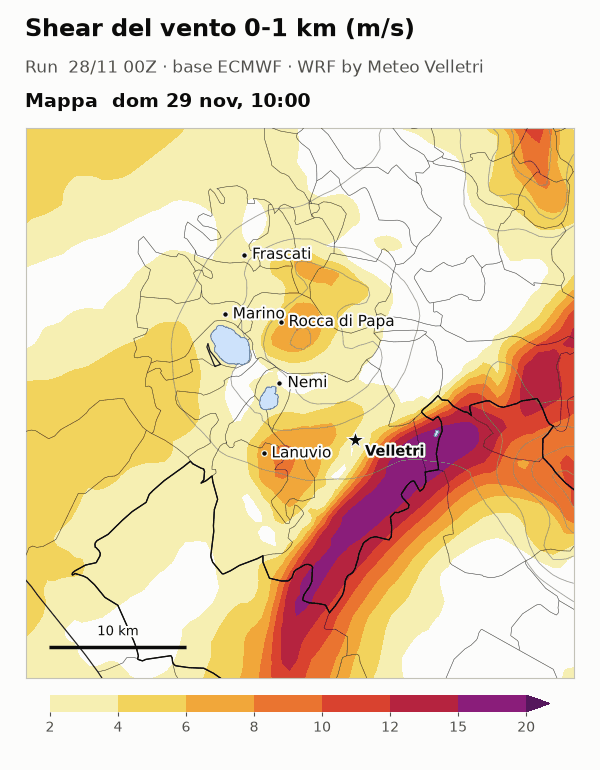 Shear del vento 0-1 km (m/s)
Run 28/11 00Z · base ECMWF · WRF by Meteo Velletri
Mappa dom 29 nov, 10:00
Frascati
Marino
Rocca di Papa
Nemi
Lanuvio
Velletri
10 km
2 4 6 8 10 12 15 20